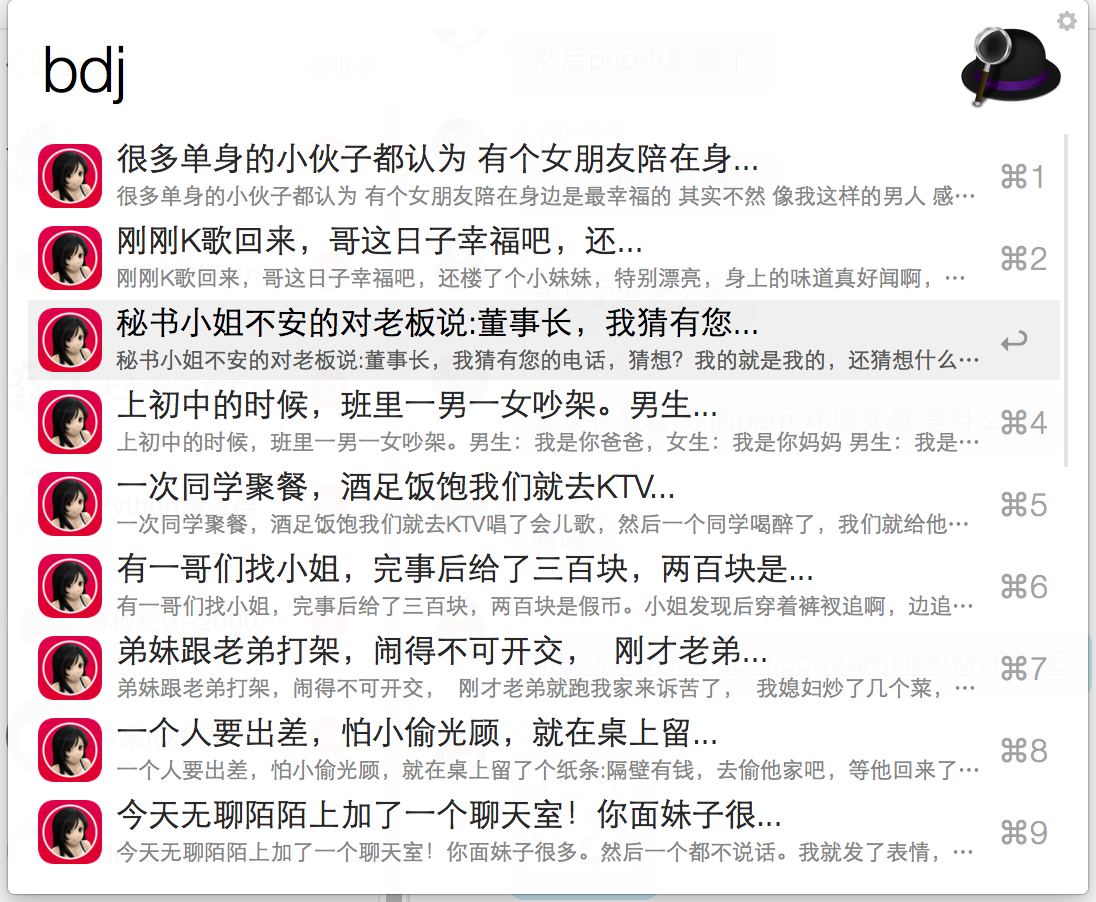 bdj
很多单身的小伙子都认为 有个女朋友陪在身...
很多单身的小伙子都认为 有个女朋友陪在身边是最幸福的 其实不然 像我这样的男人 感…
⌘1
刚刚K歌回来，哥这日子幸福吧，还...
刚刚K歌回来，哥这日子幸福吧，还楼了个小妹妹，特别漂亮，身上的味道真好闻啊，…
⌘2
秘书小姐不安的对老板说:董事长，我猜有您...
秘书小姐不安的对老板说:董事长，我猜有您的电话，猜想？我的就是我的，还猜想什么…
上初中的时候，班里一男一女吵架。男生...
上初中的时候，班里一男一女吵架。男生：我是你爸爸，女生：我是你妈妈 男生：我是…
⌘4
一次同学聚餐，酒足饭饱我们就去KTV...
一次同学聚餐，酒足饭饱我们就去KTV唱了会儿歌，然后一个同学喝醉了，我们就给他…
⌘5
有一哥们找小姐，完事后给了三百块，两百块是...
有一哥们找小姐，完事后给了三百块，两百块是假币。小姐发现后穿着裤衩追啊，边追…
⌘6
弟妹跟老弟打架，闹得不可开交， 刚才老弟...
弟妹跟老弟打架，闹得不可开交， 刚才老弟就跑我家来诉苦了， 我媳妇炒了几个菜，…
⌘7
一个人要出差，怕小偷光顾，就在桌上留...
一个人要出差，怕小偷光顾，就在桌上留了个纸条:隔壁有钱，去偷他家吧，等他回来了…
⌘8
今天无聊陌陌上加了一个聊天室！你面妹子很...
今天无聊陌陌上加了一个聊天室！你面妹子很多。然后一个都不说话。我就发了表情，…
⌘9